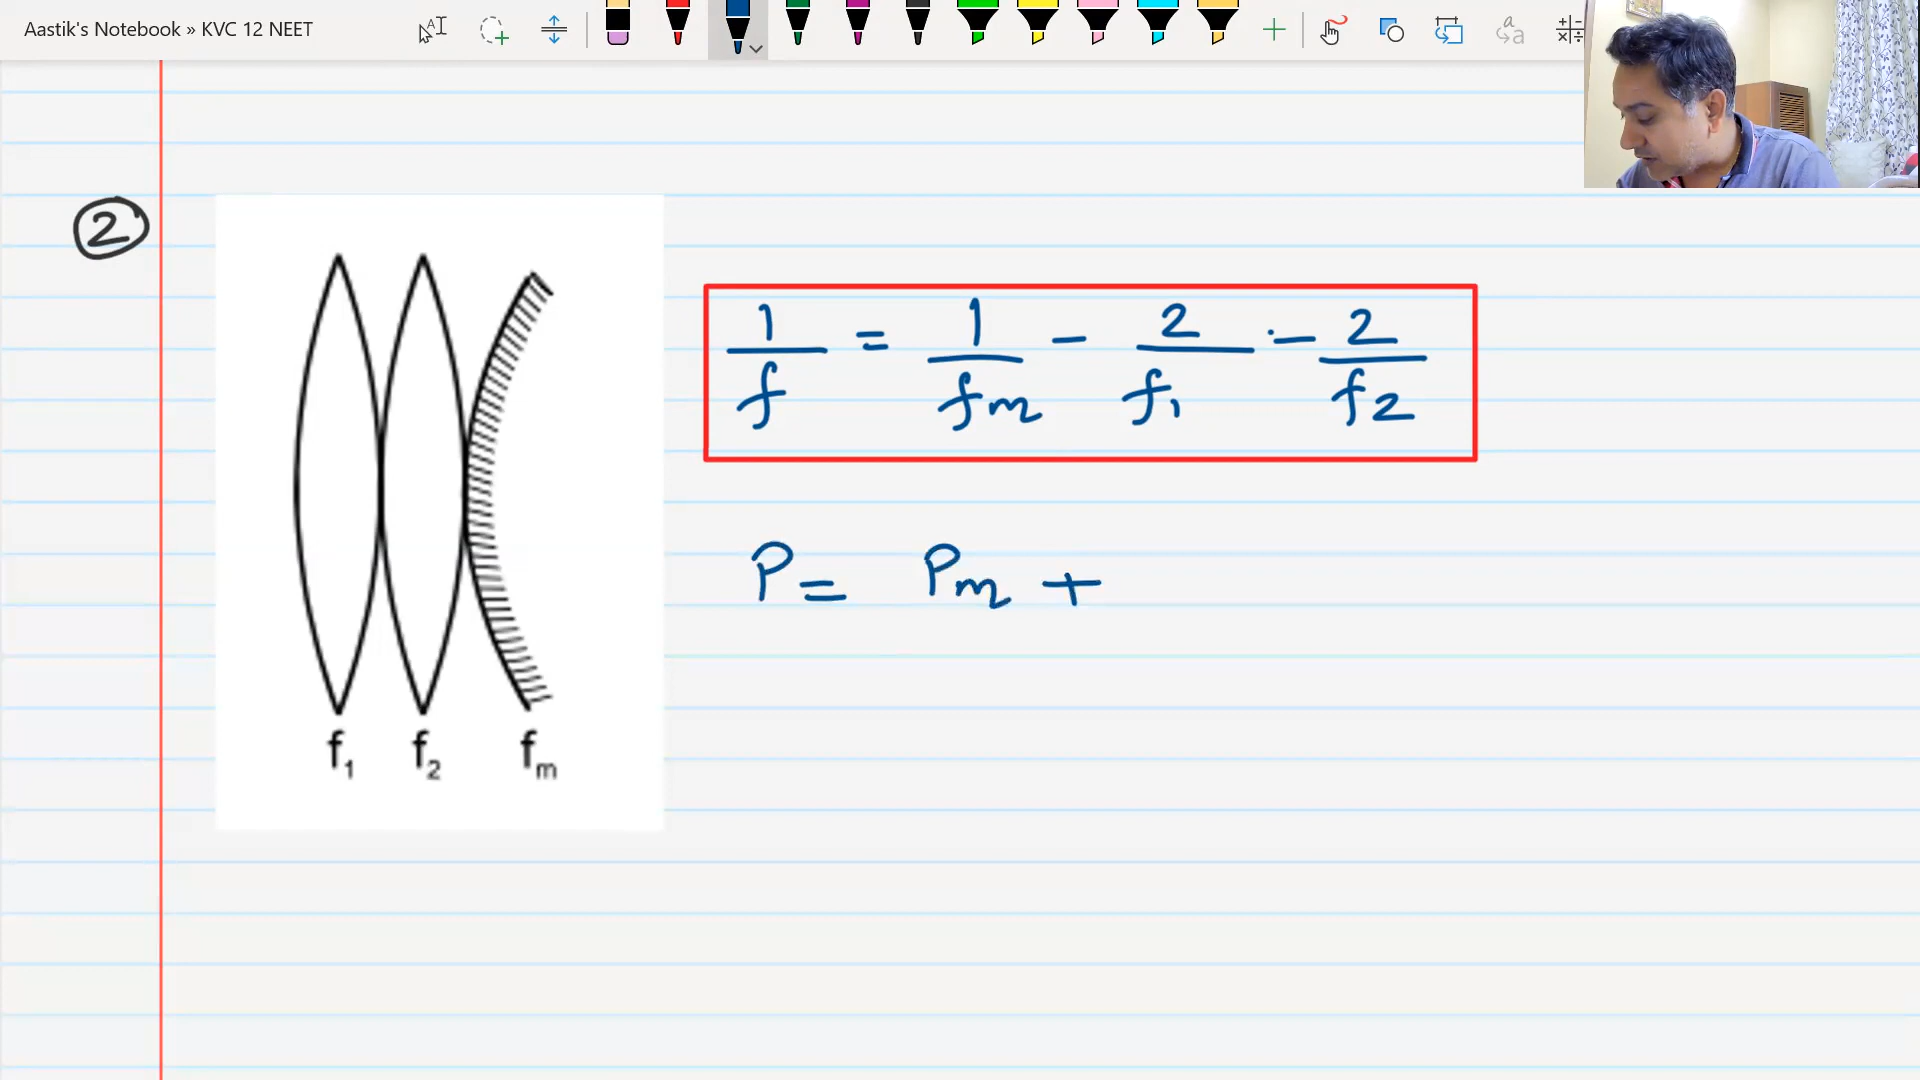 Aastik's Notebook » KVC 12 NEET
②
1/f = 1/fm - 2/f₁ - 2/f₂
P = Pm +
f₁ f₂ fm